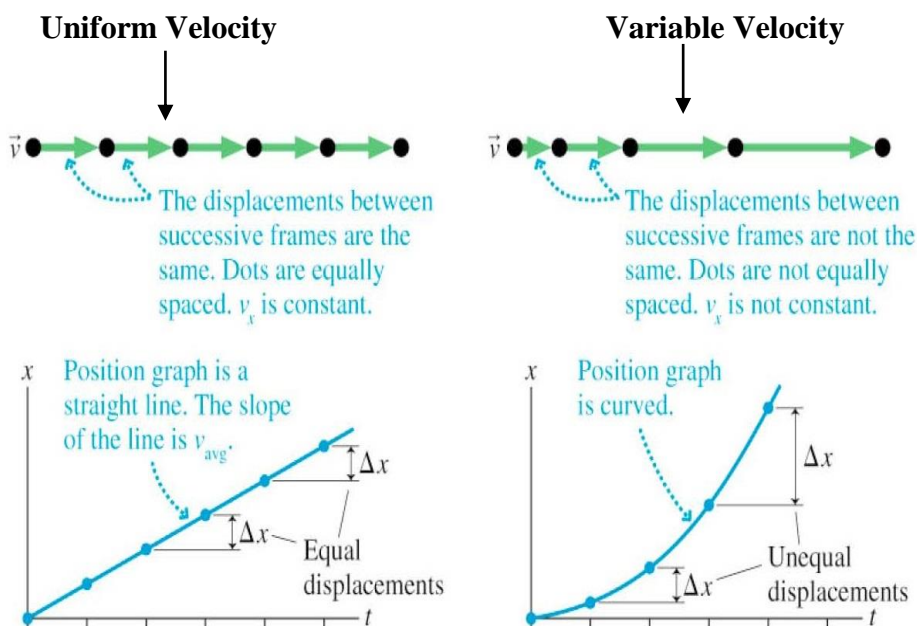 Uniform Velocity
v
The displacements between
successive frames are the
same. Dots are equally
spaced. vx is constant.
x
Position graph is a
straight line. The slope
of the line is vavg.
Δx
Δx
Equal
displacements
t
Variable Velocity
v
The displacements between
successive frames are not the
same. Dots are not equally
spaced. vx is not constant.
x
Position graph
is curved.
Δx
Δx
Unequal
displacements
t